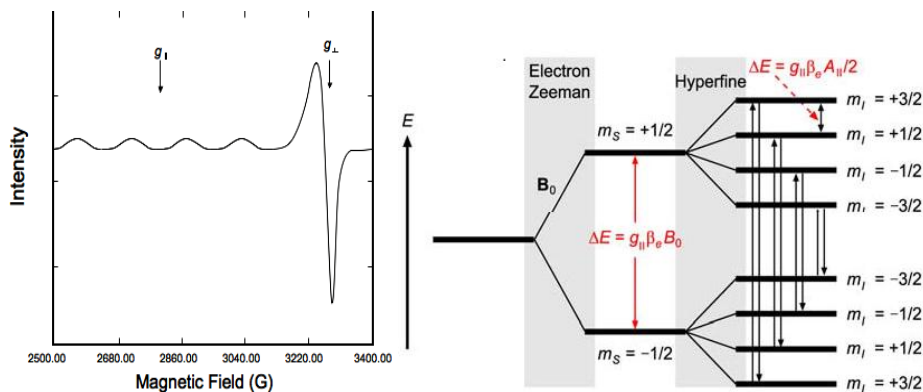 g∥
g⊥
Intensity
2500.00 2680.00 2860.00 3040.00 3220.00 3400.00
Magnetic Field (G)
E
Electron
Zeeman
Hyperfine
ΔE = g∥βeA∥/2
B0
mS = +1/2
ΔE = g∥βeB0
mS = −1/2
mI = +3/2
mI = +1/2
mI = −1/2
m, = −3/2
mI = −3/2
mI = −1/2
mI = +1/2
mI = +3/2